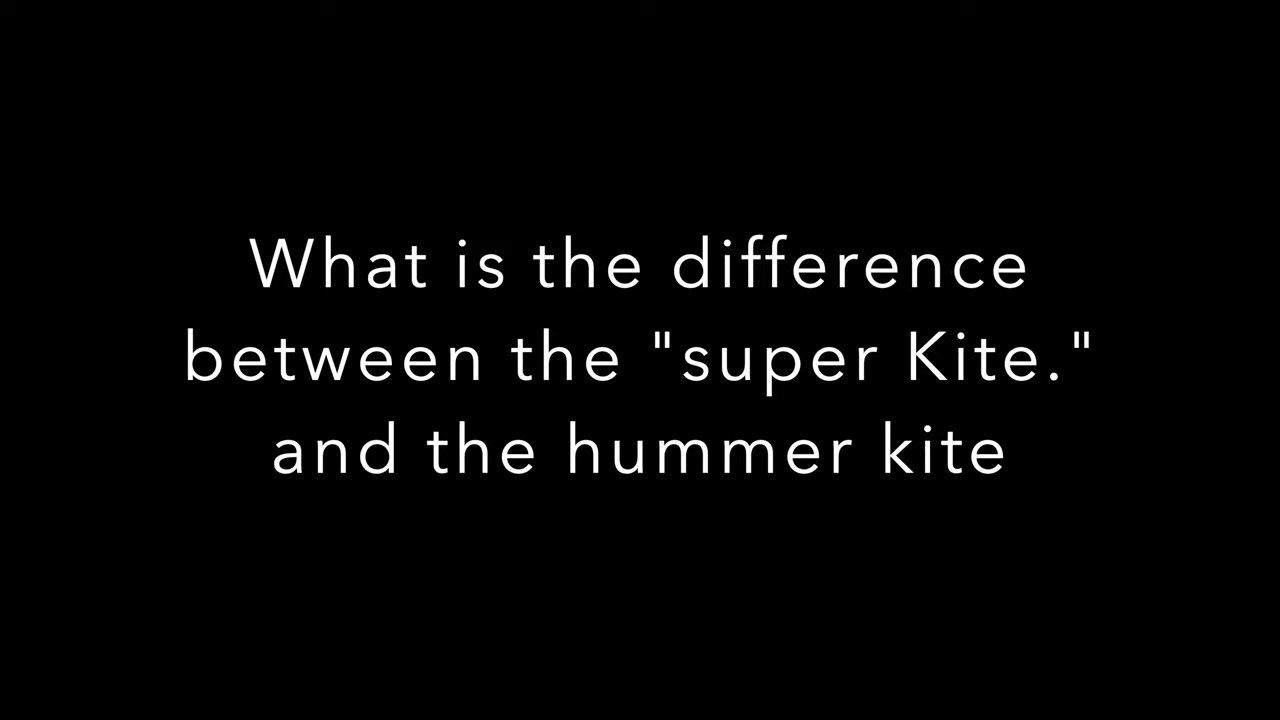 What is the difference
between the "super Kite."
and the hummer kite